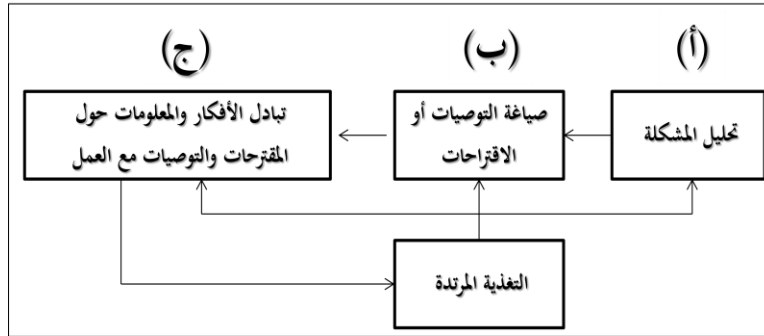 (أ)
تحليل المشكلة
(ب)
صياغة التوصيات أو
الاقتراحات
(ج)
تبادل الأفكار والمعلومات حول
المقترحات والتوصيات مع العمل
التغذية المرتدة